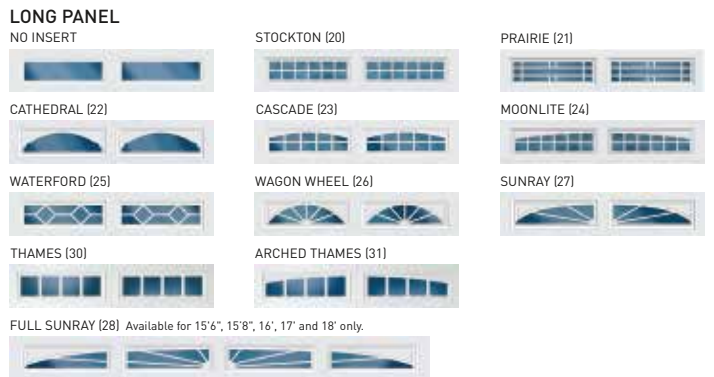 LONG PANEL
NO INSERT
STOCKTON (20)
PRAIRIE (21)
CATHEDRAL (22)
CASCADE (23)
MOONLITE (24)
WATERFORD (25)
WAGON WHEEL (26)
SUNRAY (27)
THAMES (30)
ARCHED THAMES (31)
FULL SUNRAY (28) Available for 15'6", 15'8", 16', 17' and 18' only.